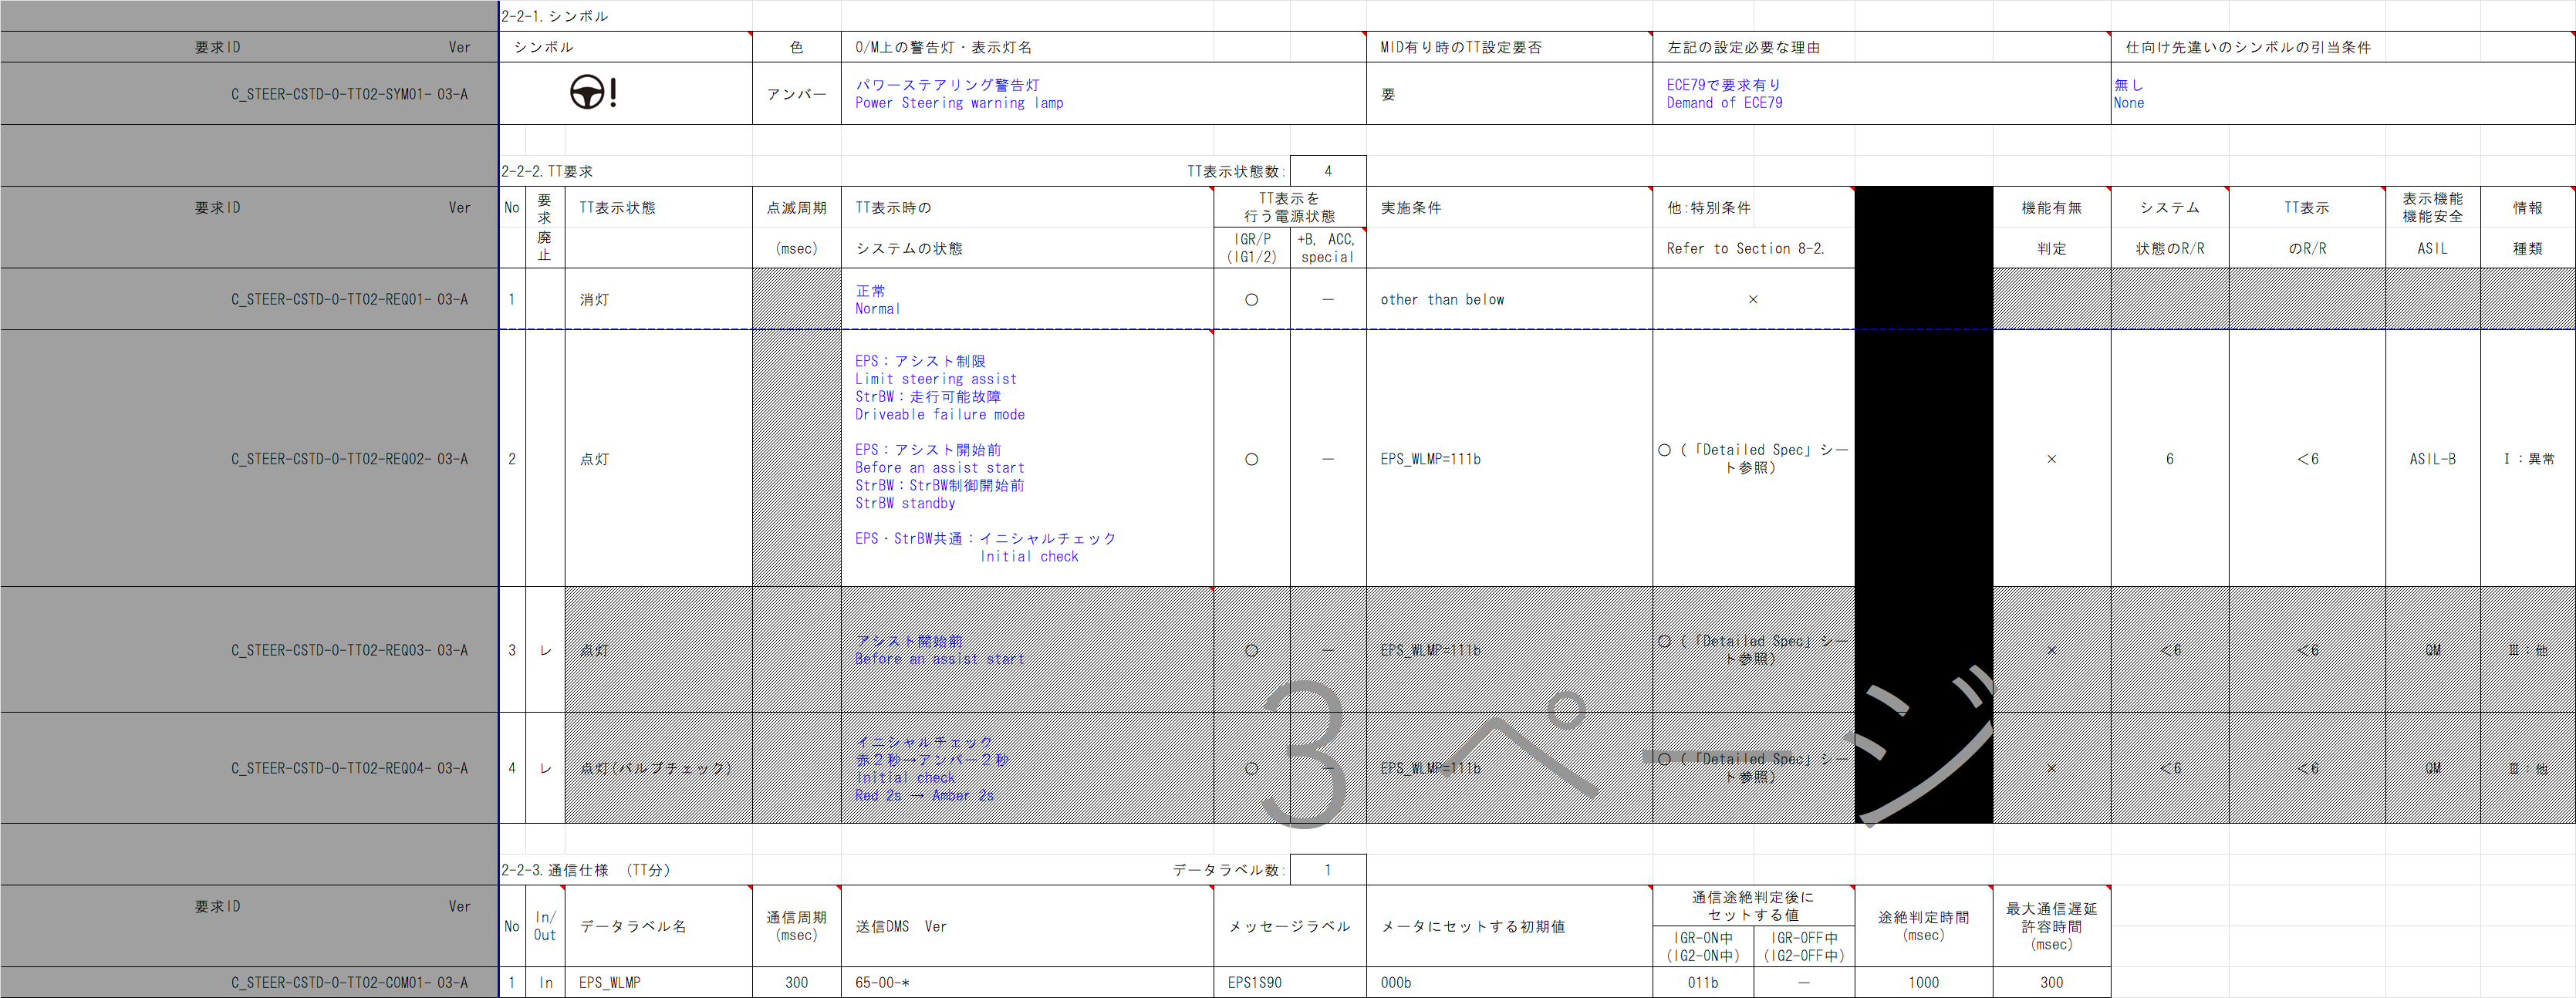 2-2-1.シンボル
要求ID Ver シンボル 色 O/M上の警告灯・表示灯名 MID有り時のTT設定要否 左記の設定必要な理由 仕向け先違いのシンボルの引当条件
C_STEER-CSTD-0-TT02-SYM01- 03-A ! アンバー パワーステアリング警告灯 要 ECE79で要求有り 無し
Power Steering warning lamp Demand of ECE79 None
2-2-2.TT要求 TT表示状態数: 4
要求ID Ver No 要求廃止 TT表示状態 点滅周期 TT表示時の TT表示を 実施条件 他:特別条件 機能有無 システム TT表示 表示機能 情報
行う電源状態 機能安全
(msec) システムの状態 IGR/P +B, ACC, Refer to Section 8-2. 判定 状態のR/R のR/R ASIL 種類
(IG1/2) special
C_STEER-CSTD-0-TT02-REQ01- 03-A 1 消灯 正常 ○ － other than below ×
Normal
EPS：アシスト制限
Limit steering assist
StrBW：走行可能故障
Driveable failure mode
EPS：アシスト開始前
C_STEER-CSTD-0-TT02-REQ02- 03-A 2 点灯 Before an assist start ○ － EPS_WLMP=111b ○（「Detailed Spec」シート参照） × 6 ＜6 ASIL-B Ⅰ：異常
StrBW：StrBW制御開始前
StrBW standby
EPS・StrBW共通：イニシャルチェック
Initial check
C_STEER-CSTD-0-TT02-REQ03- 03-A 3 レ 点灯 アシスト開始前 ○ － EPS_WLMP=111b ○（「Detailed Spec」シート参照） × ＜6 ＜6 QM Ⅲ：他
Before an assist start
C_STEER-CSTD-0-TT02-REQ04- 03-A 4 レ 点灯(バルブチェック) イニシャルチェック ○ － EPS_WLMP=111b ○（「Detailed Spec」シート参照） × ＜6 ＜6 QM Ⅲ：他
赤２秒→アンバー２秒
Initial check
Red 2s → Amber 2s
3 ページ
2-2-3.通信仕様 （TT分） データラベル数: 1
要求ID Ver No In/Out データラベル名 通信周期 送信DMS Ver メッセージラベル メータにセットする初期値 通信途絶判定後に 途絶判定時間 最大通信遅延
(msec) セットする値 (msec) 許容時間
IGR-ON中 IGR-OFF中 (msec)
(IG2-ON中) (IG2-OFF中)
C_STEER-CSTD-0-TT02-COM01- 03-A 1 In EPS_WLMP 300 65-00-* EPS1S90 000b 011b － 1000 300